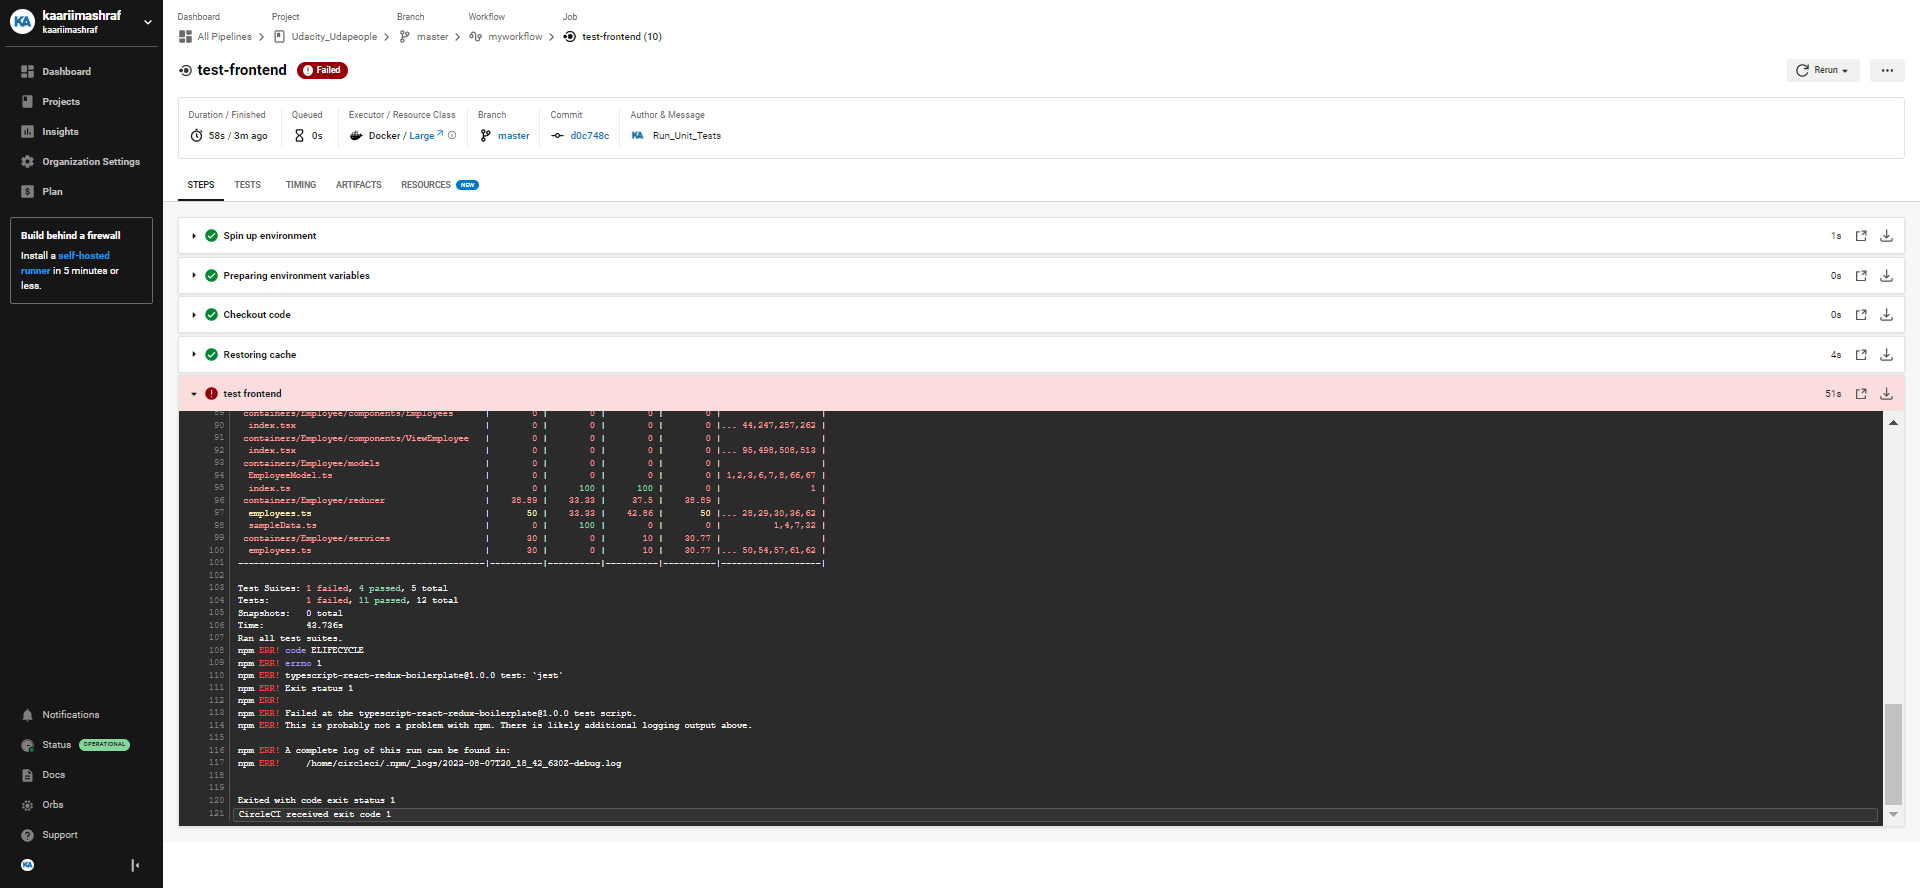 kaariimashraf
kaariimashraf
Dashboard
Projects
Insights
Organization Settings
Plan
Build behind a firewall
Install a self-hosted
runner in 5 minutes or
less.
Notifications
Status OPERATIONAL
Docs
Orbs
Support
KA
Dashboard Project Branch Workflow Job
All Pipelines Udacity_Udapeople master myworkflow test-frontend (10)
test-frontend Failed
Rerun
Duration / Finished Queued Executor / Resource Class Branch Commit Author & Message
58s / 3m ago 0s Docker / Large master d0c748c KA Run_Unit_Tests
STEPS TESTS TIMING ARTIFACTS RESOURCES NEW
Spin up environment 1s
Preparing environment variables 0s
Checkout code 0s
Restoring cache 4s
test frontend 51s
89 containers/Employee/components/Employees | 0 | 0 | 0 | 0 | |
90 index.tsx | 0 | 0 | 0 | 0 |... 44,247,257,262 |
91 containers/Employee/components/ViewEmployee | 0 | 0 | 0 | 0 | |
92 index.tsx | 0 | 0 | 0 | 0 |... 95,498,508,513 |
93 containers/Employee/models | 0 | 0 | 0 | 0 | |
94 EmployeeModel.ts | 0 | 0 | 0 | 0 | 1,2,3,6,7,8,66,67 |
95 index.ts | 0 | 100 | 100 | 0 | 1 |
96 containers/Employee/reducer | 38.89 | 33.33 | 37.5 | 38.89 | |
97 employees.ts | 50 | 33.33 | 42.86 | 50 |... 28,29,30,36,62 |
98 sampleData.ts | 0 | 100 | 0 | 0 | 1,4,7,32 |
99 containers/Employee/services | 30 | 0 | 10 | 30.77 | |
100 employees.ts | 30 | 0 | 10 | 30.77 |... 50,54,57,61,62 |
101 -----------------------------------------------|----------|----------|----------|----------|-------------------|
102
103 Test Suites: 1 failed, 4 passed, 5 total
104 Tests: 1 failed, 11 passed, 12 total
105 Snapshots: 0 total
106 Time: 43.736s
107 Ran all test suites.
108 npm ERR! code ELIFECYCLE
109 npm ERR! errno 1
110 npm ERR! typescript-react-redux-boilerplate@1.0.0 test: `jest`
111 npm ERR! Exit status 1
112 npm ERR!
113 npm ERR! Failed at the typescript-react-redux-boilerplate@1.0.0 test script.
114 npm ERR! This is probably not a problem with npm. There is likely additional logging output above.
115
116 npm ERR! A complete log of this run can be found in:
117 npm ERR! /home/circleci/.npm/_logs/2022-08-07T20_18_42_630Z-debug.log
118
119
120 Exited with code exit status 1
121 CircleCI received exit code 1